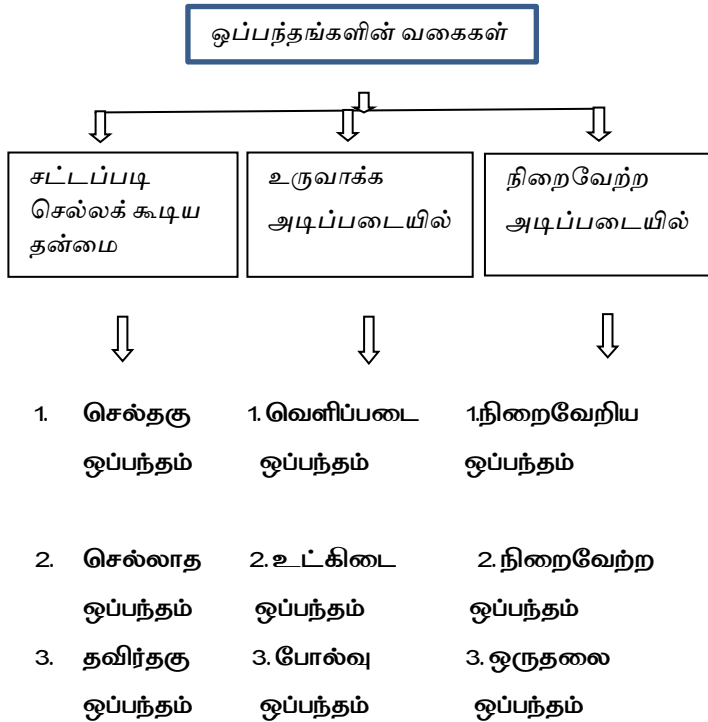 ஒப்பந்தங்களின் வகைகள்
சட்டப்படி
செல்லக் கூடிய
தன்மை
உருவாக்க
அடிப்படையில்
நிறைவேற்ற
அடிப்படையில்
1. செல்தகு 1. வெளிப்படை 1.நிறைவேறிய
ஒப்பந்தம் ஒப்பந்தம் ஒப்பந்தம்
2. செல்லாத 2. உட்கிடை 2. நிறைவேற்ற
ஒப்பந்தம் ஒப்பந்தம் ஒப்பந்தம்
3. தவிர்தகு 3. போல்வு 3. ஒருதலை
ஒப்பந்தம் ஒப்பந்தம் ஒப்பந்தம்